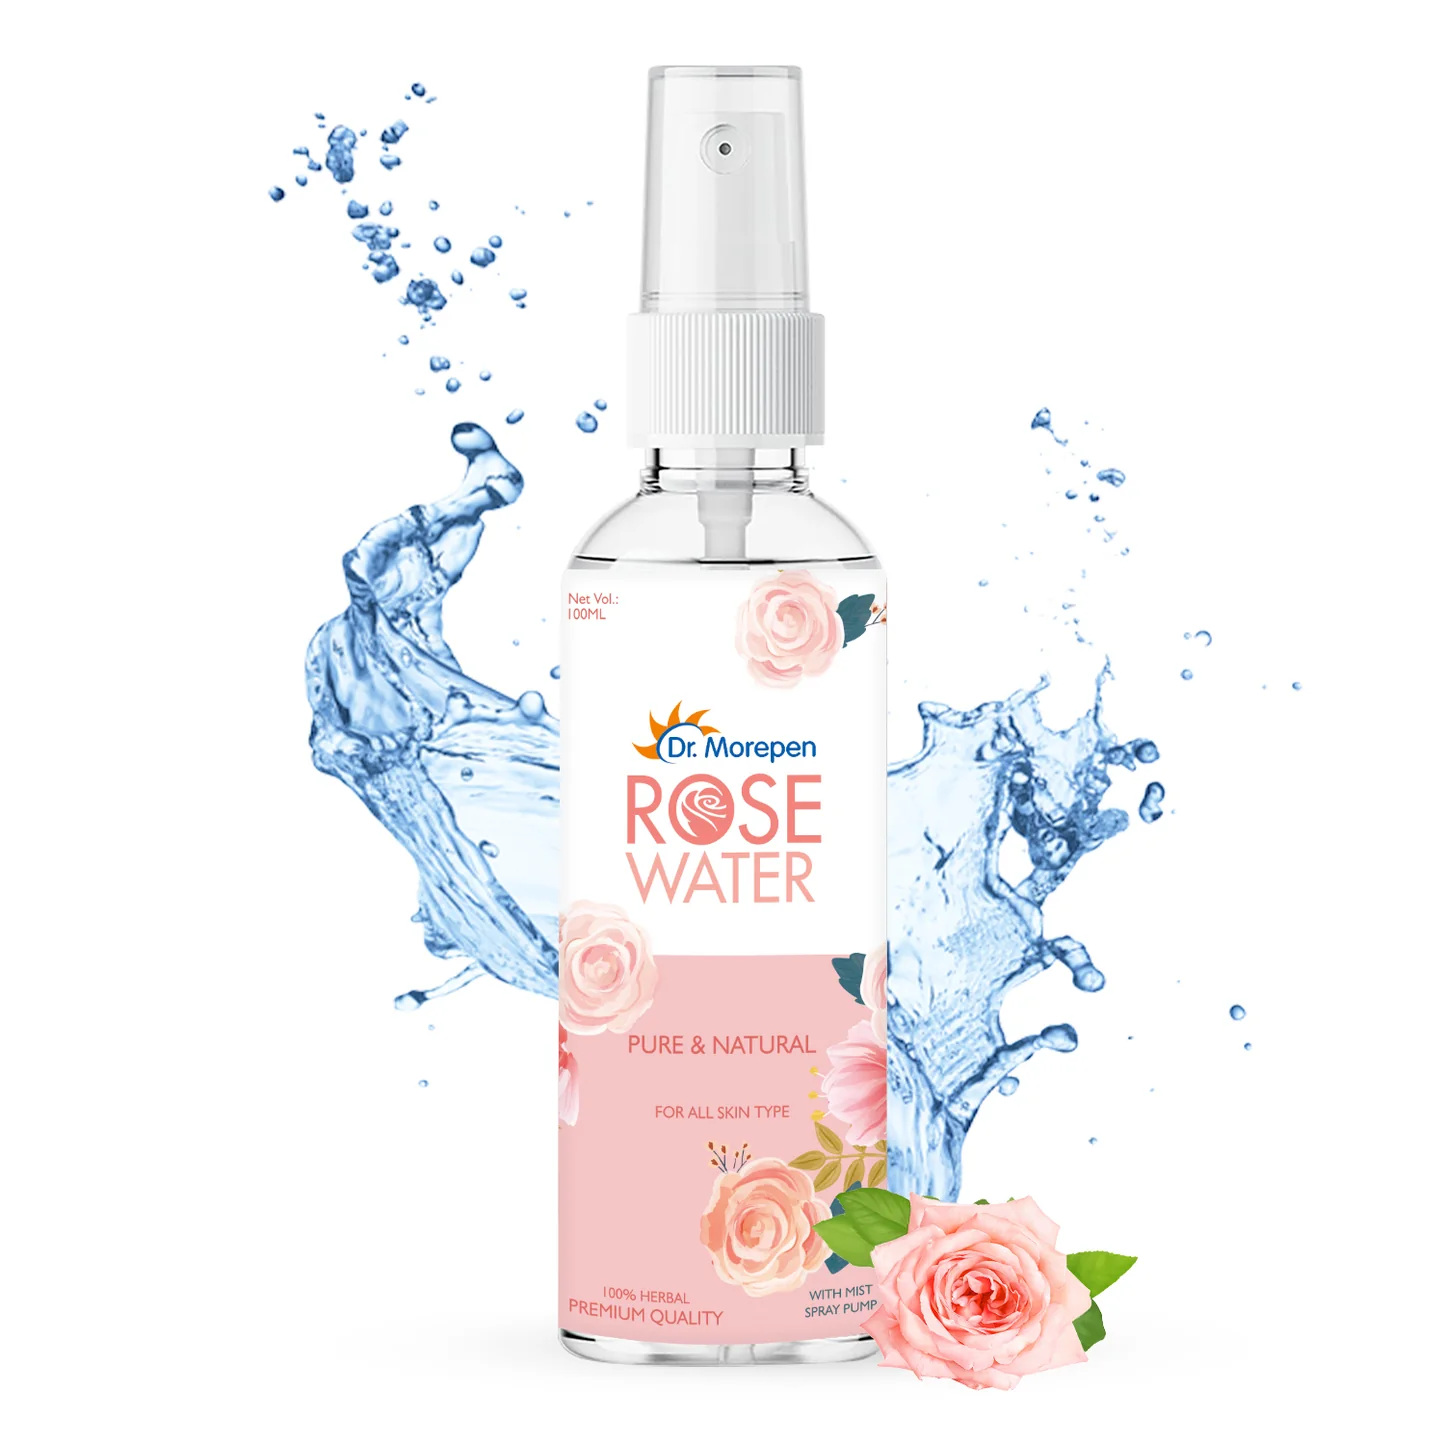 Net Vol.:
100ML
Dr. Morepen
ROSE
WATER
PURE & NATURAL
FOR ALL SKIN TYPE
100% HERBAL
PREMIUM QUALITY
WITH MIST
SPRAY PUMP